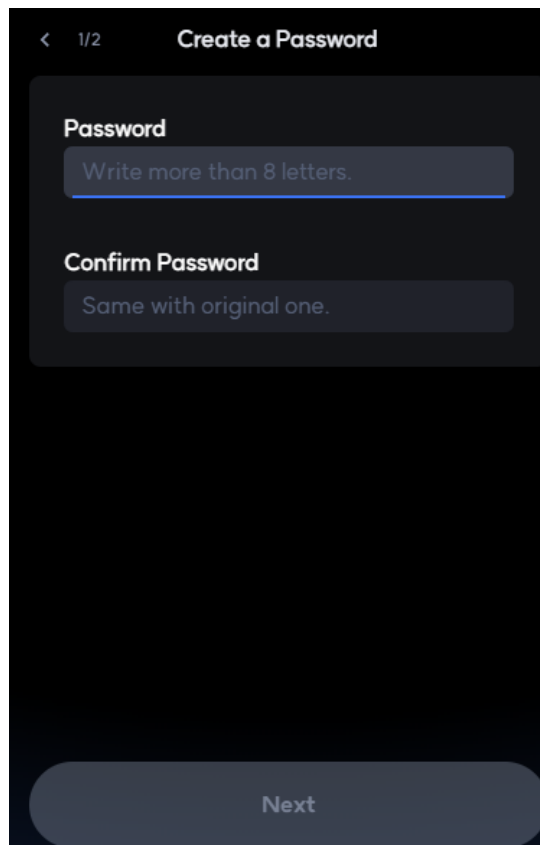 1/2 Create a Password
Password
Write more than 8 letters.
Confirm Password
Same with original one.
Next